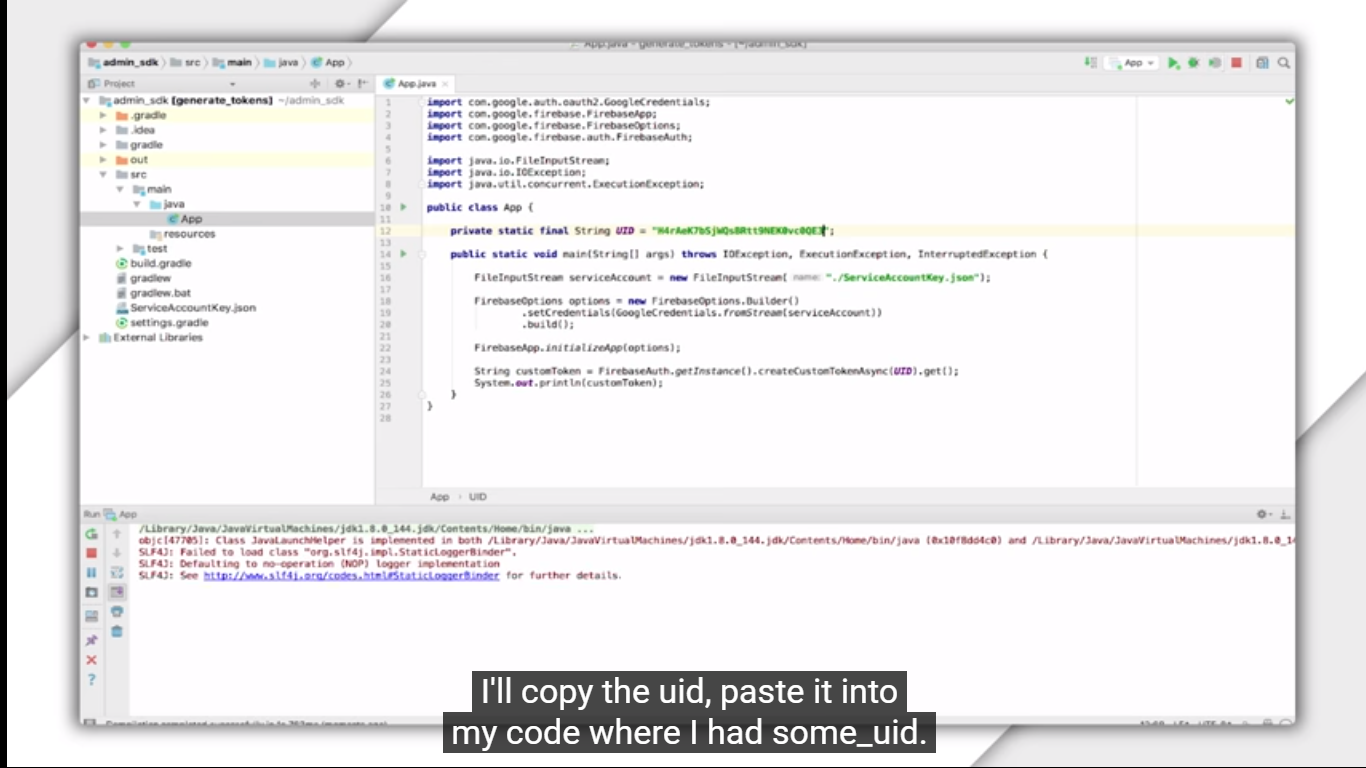 App.java - generate_tokens - [~/admin_sdk]
admin_sdk src main java App
App
Project
App.java
admin_sdk [generate_tokens] ~/admin_sdk
.gradle
.idea
gradle
out
src
main
java
App
resources
test
build.gradle
gradlew
gradlew.bat
ServiceAccountKey.json
settings.gradle
External Libraries
1 import com.google.auth.oauth2.GoogleCredentials;
2 import com.google.firebase.FirebaseApp;
3 import com.google.firebase.FirebaseOptions;
4 import com.google.firebase.auth.FirebaseAuth;
5
6 import java.io.FileInputStream;
7 import java.io.IOException;
8 import java.util.concurrent.ExecutionException;
9
10 public class App {
11
12 private static final String UID =
13
14 public static void main(String[] args) throws IOException, ExecutionException, InterruptedException {
15
16 FileInputStream serviceAccount = new FileInputStream( name: "./ServiceAccountKey.json");
17
18 FirebaseOptions options = new FirebaseOptions.Builder()
19 .setCredentials(GoogleCredentials.fromStream(serviceAccount))
20 .build();
21
22 FirebaseApp.initializeApp(options);
23
24 String customToken = FirebaseAuth.getInstance().createCustomTokenAsync(UID).get();
25 System.out.println(customToken);
26 }
27 }
28
App › UID
Run App
/Library/Java/JavaVirtualMachines/jdk1.8.0_144.jdk/Contents/Home/bin/java ...
objc[47705]: Class JavaLaunchHelper is implemented in both /Library/Java/JavaVirtualMachines/jdk1.8.0_144.jdk/Contents/Home/bin/java (0x10f8dd4c0) and /Library/Java/JavaVirtualMachines/jdk1.8.0_14
SLF4J: Failed to load class "org.slf4j.impl.StaticLoggerBinder".
SLF4J: Defaulting to no-operation (NOP) logger implementation
SLF4J: See http://www.slf4j.org/codes.html#StaticLoggerBinder for further details.
I'll copy the uid, paste it into
my code where I had some_uid.